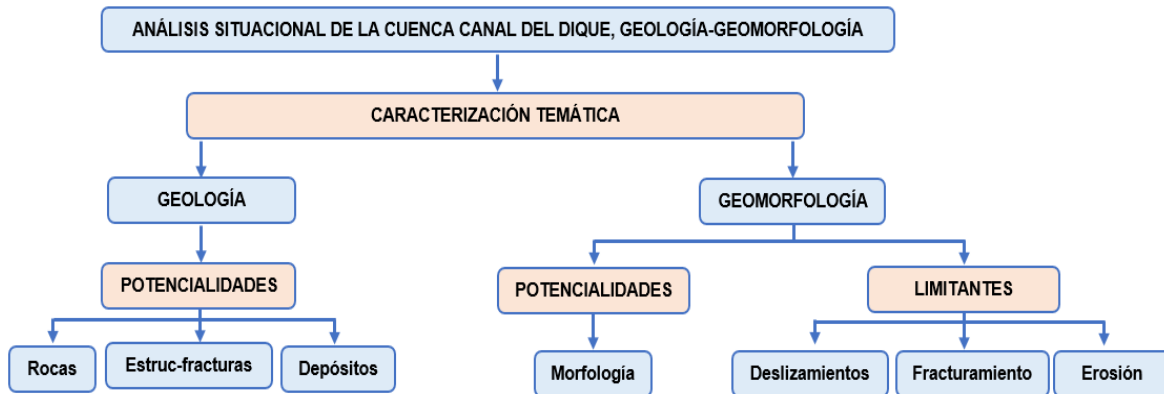 ANÁLISIS SITUACIONAL DE LA CUENCA CANAL DEL DIQUE, GEOLOGÍA-GEOMORFOLOGÍA
CARACTERIZACIÓN TEMÁTICA
GEOLOGÍA
GEOMORFOLOGÍA
POTENCIALIDADES
POTENCIALIDADES
LIMITANTES
Rocas
Estruc-fracturas
Depósitos
Morfología
Deslizamientos
Fracturamiento
Erosión